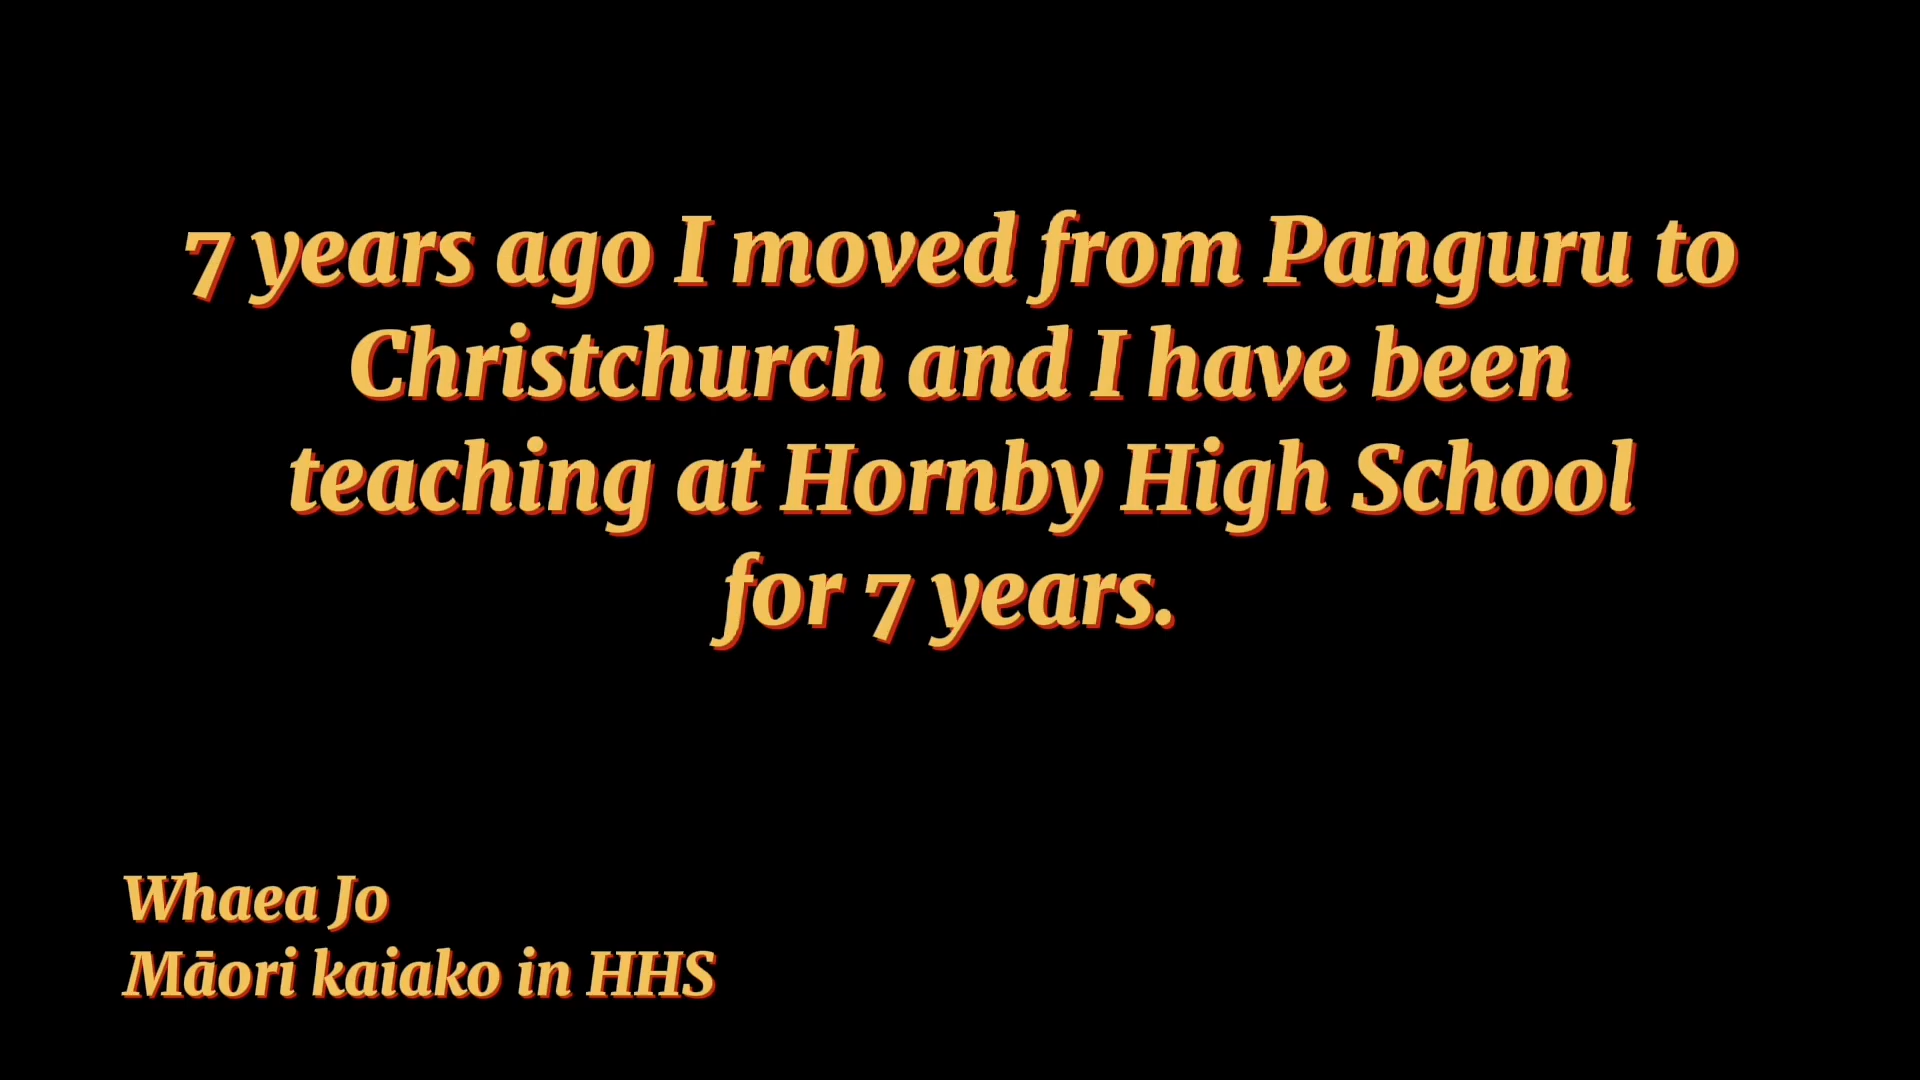 7 years ago I moved from Panguru to
Christchurch and I have been
teaching at Hornby High School
for 7 years.
Whaea Jo
Māori kaiako in HHS